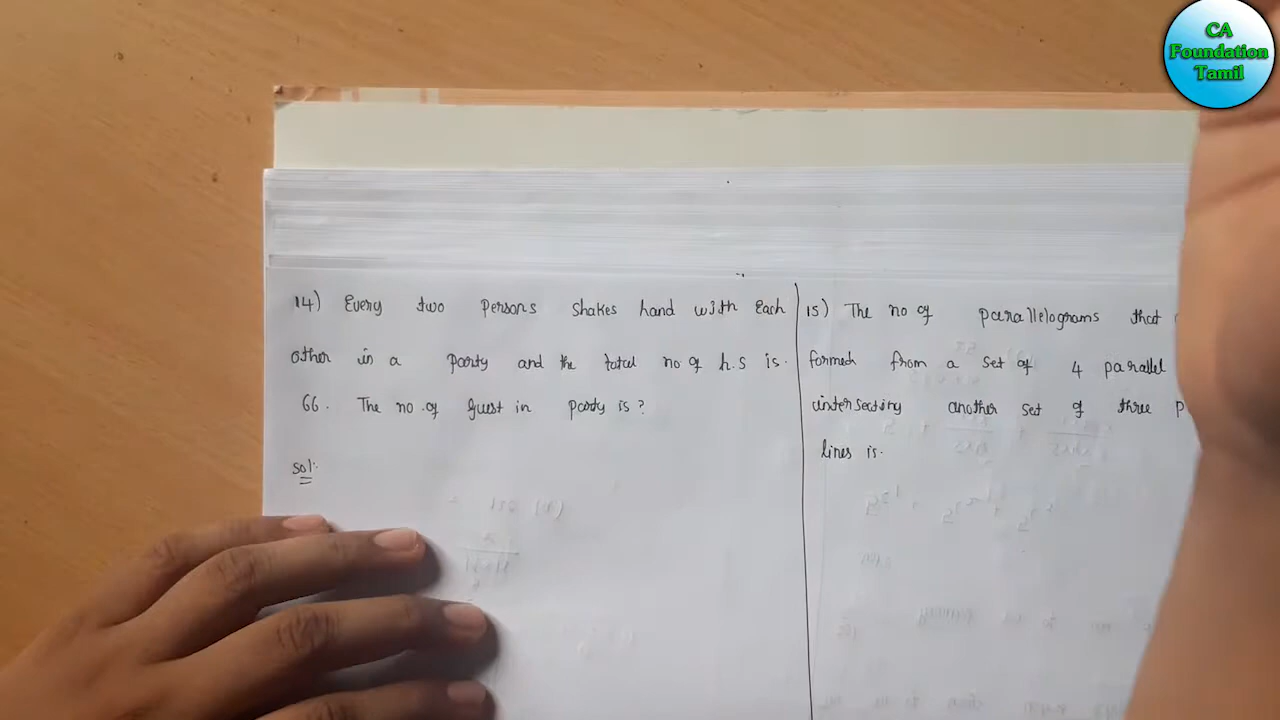 CA
Foundation
Tamil
14) Every two persons shakes hand with each
other in a party and the total no of h.s is.
66. The no. of guest in party is?
Sol:
15) The no of parallelograms that
formed from a set of 4 parallel
intersecting another set of three p
lines is.